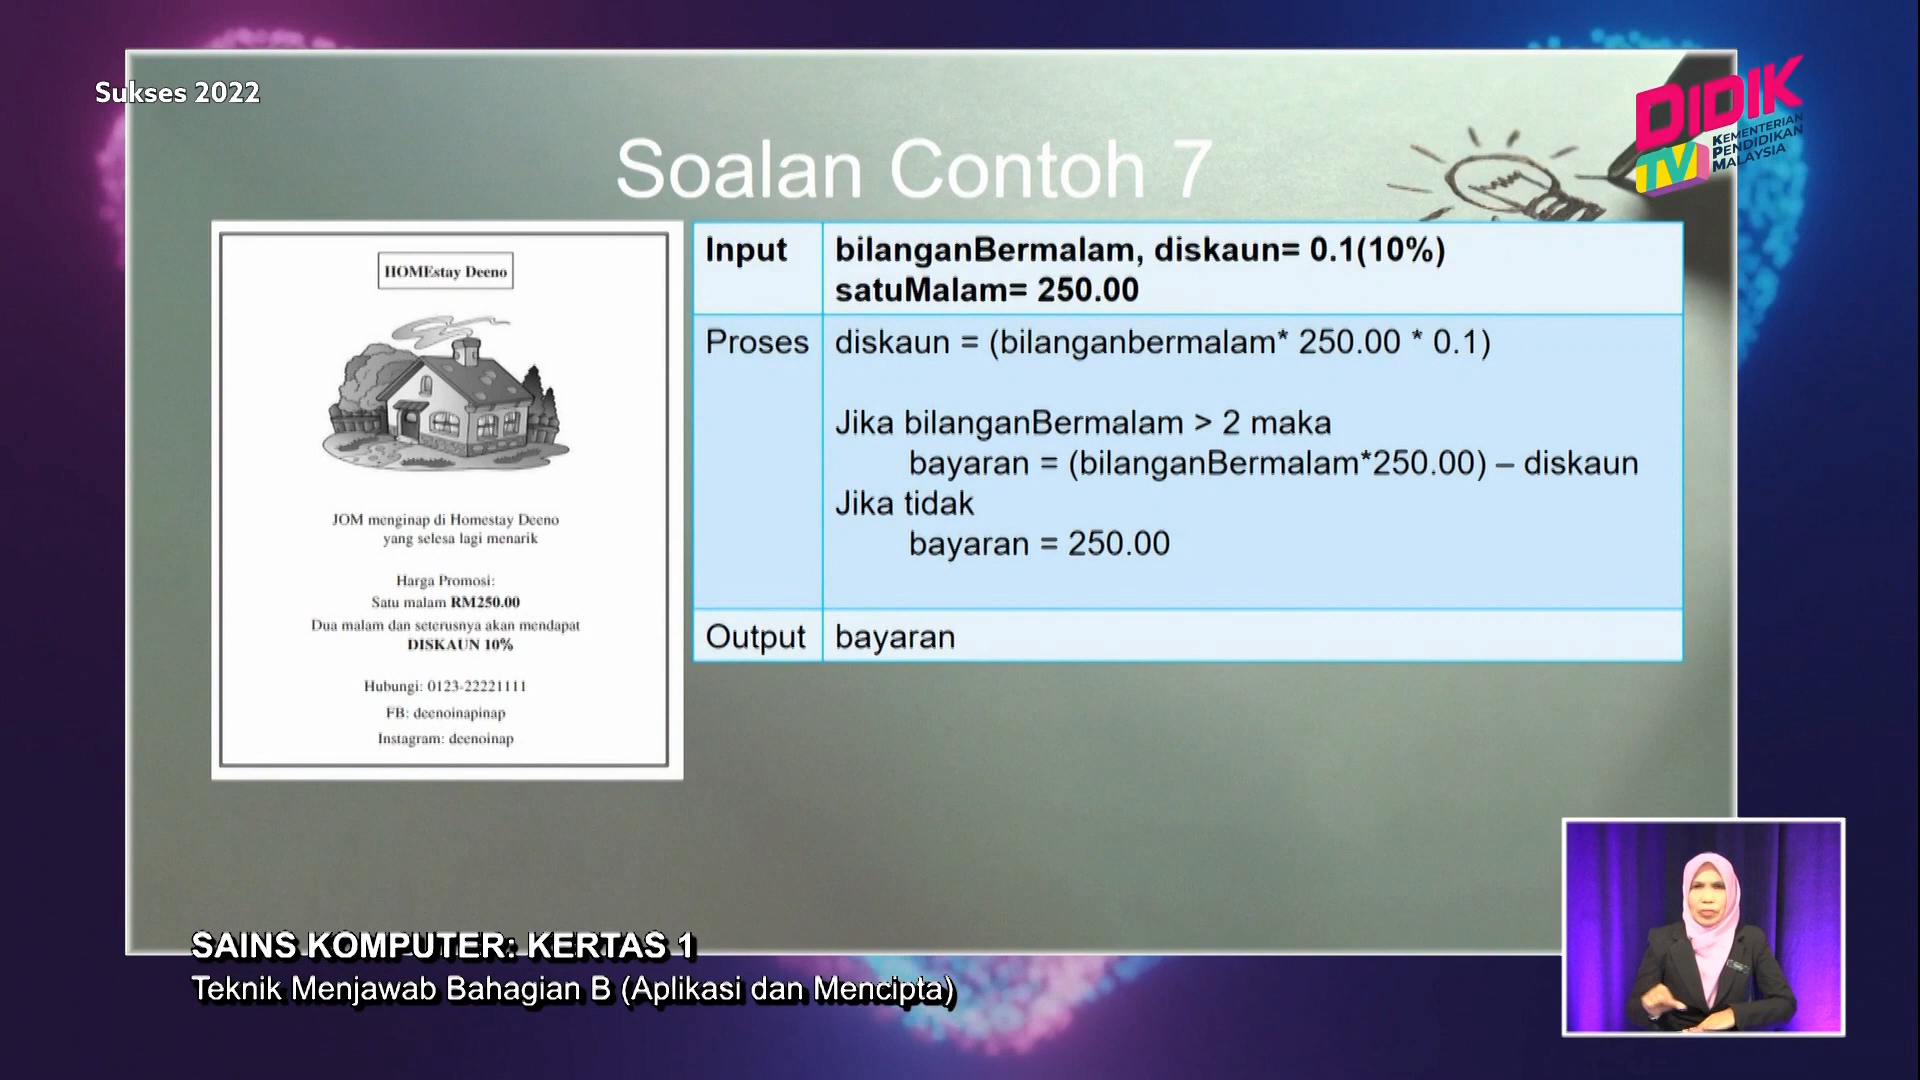 Sukses 2022
DIDIK
TV
KEMENTERIAN
PENDIDIKAN
MALAYSIA
Soalan Contoh 7
HOMEstay Deeno
JOM menginap di Homestay Deeno
yang selesa lagi menarik
Harga Promosi:
Satu malam RM250.00
Dua malam dan seterusnya akan mendapat
DISKAUN 10%
Hubungi: 0123-22221111
FB: deenoinapinap
Instagram: deenoinap
Input
bilanganBermalam, diskaun= 0.1(10%)
satuMalam= 250.00
Proses
diskaun = (bilanganbermalam* 250.00 * 0.1)
Jika bilanganBermalam > 2 maka
bayaran = (bilanganBermalam*250.00) – diskaun
Jika tidak
bayaran = 250.00
Output
bayaran
SAINS KOMPUTER: KERTAS 1
Teknik Menjawab Bahagian B (Aplikasi dan Mencipta)